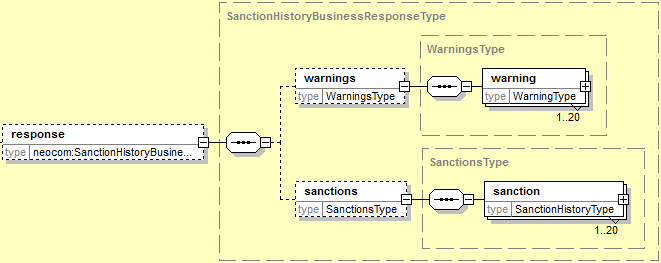 SanctionHistoryBusinessResponseType
WarningsType
warnings
type WarningsType
warning
type WarningType
1..20
response
type neocom:SanctionHistoryBusine...
SanctionsType
sanctions
type SanctionsType
sanction
type SanctionHistoryType
1..20